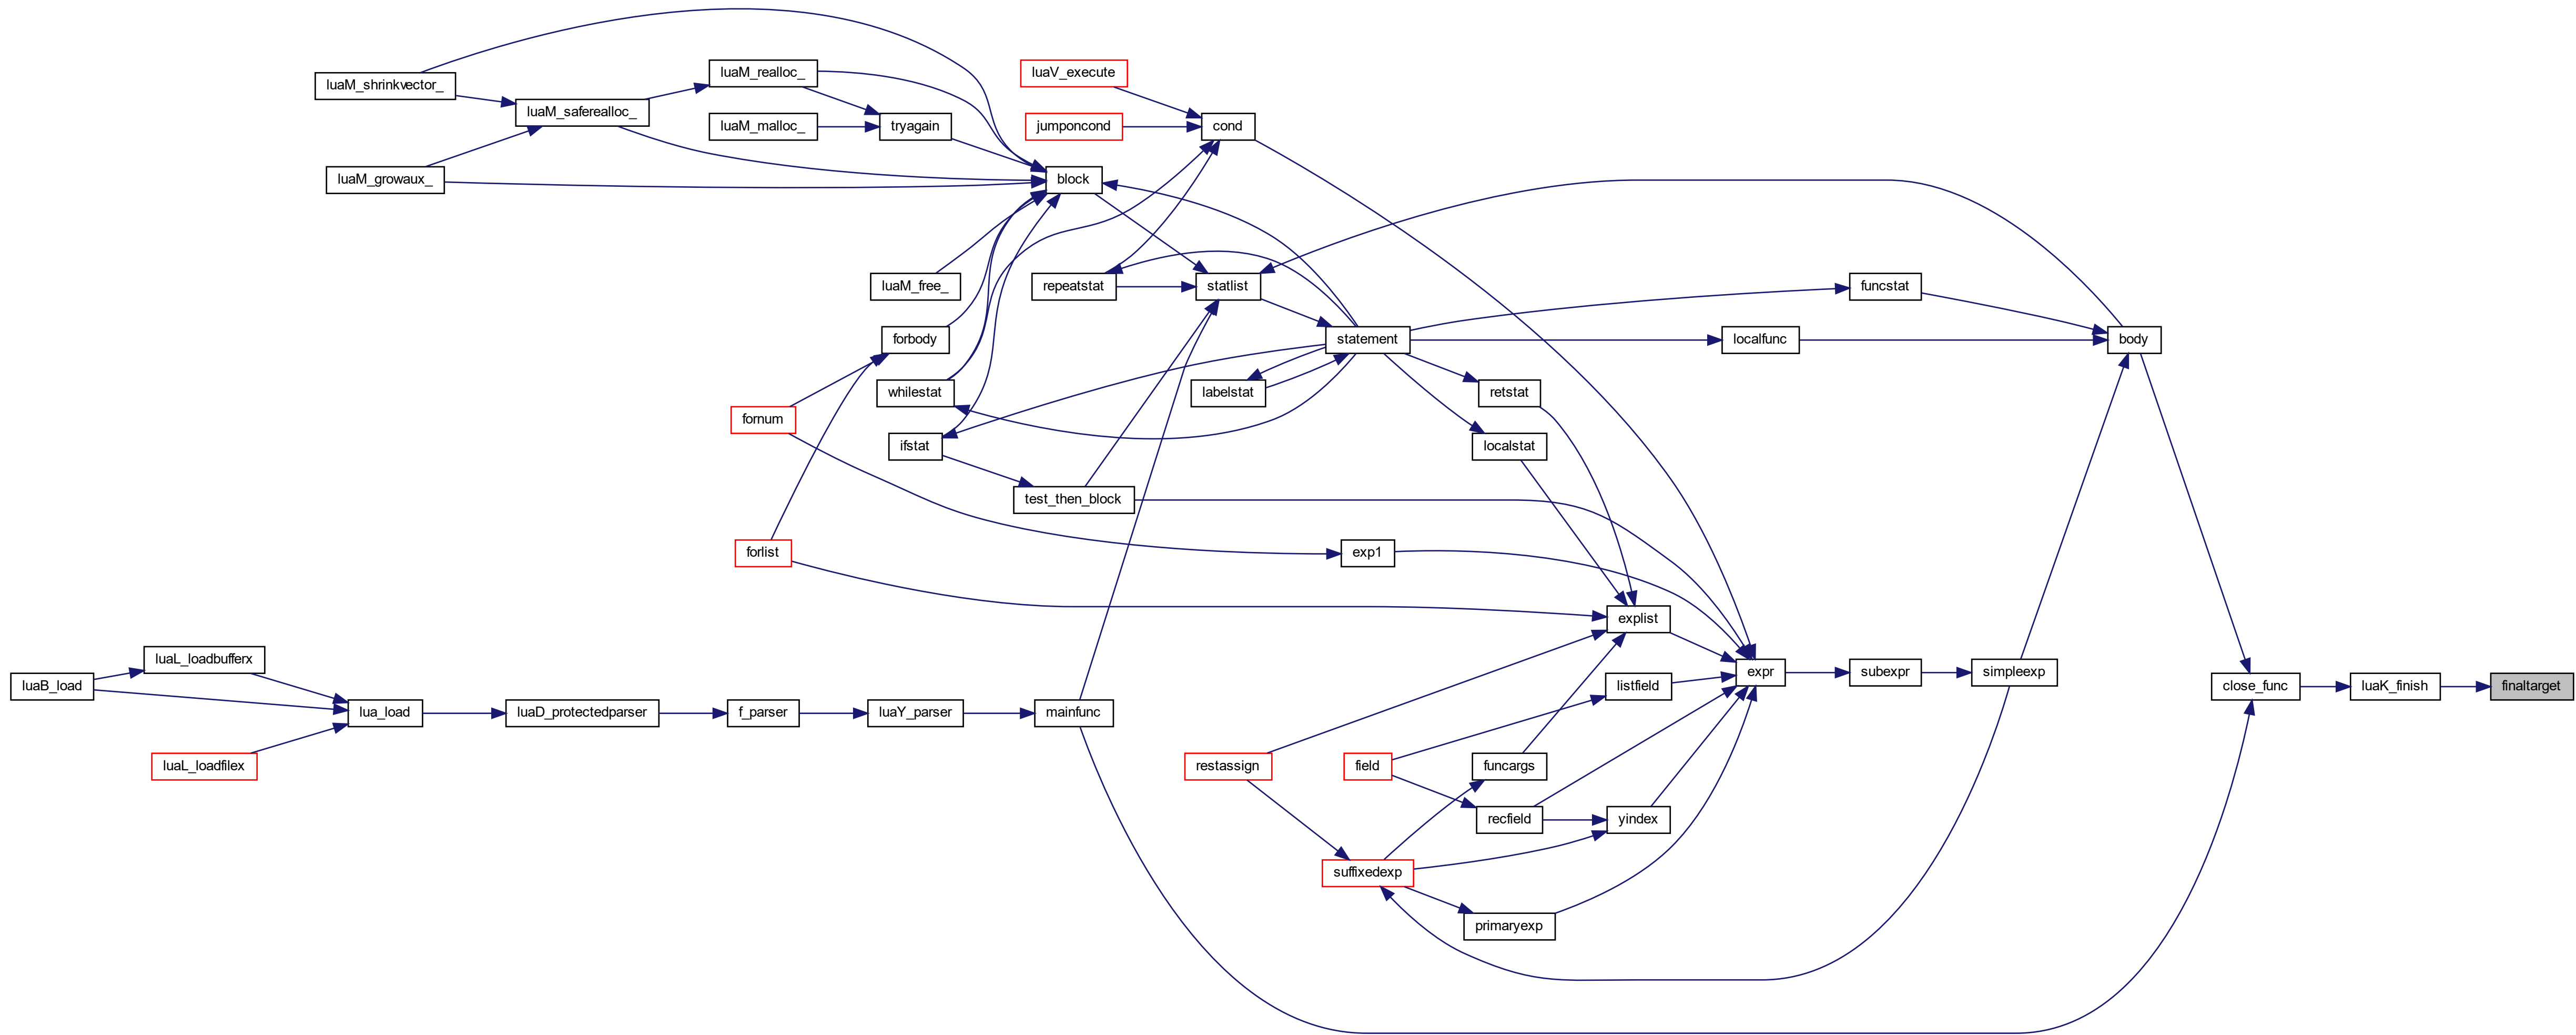 luaM_shrinkvector_
luaM_realloc_
luaV_execute
luaM_saferealloc_
luaM_malloc_
tryagain
jumponcond
cond
luaM_growaux_
block
luaM_free_
repeatstat
statlist
funcstat
forbody
statement
localfunc
body
whilestat
labelstat
retstat
fornum
ifstat
localstat
test_then_block
forlist
exp1
explist
luaB_load
luaL_loadbufferx
listfield
expr
subexpr
simpleexp
lua_load
luaD_protectedparser
f_parser
luaY_parser
mainfunc
close_func
luaK_finish
finaltarget
luaL_loadfilex
restassign
field
funcargs
recfield
yindex
suffixedexp
primaryexp